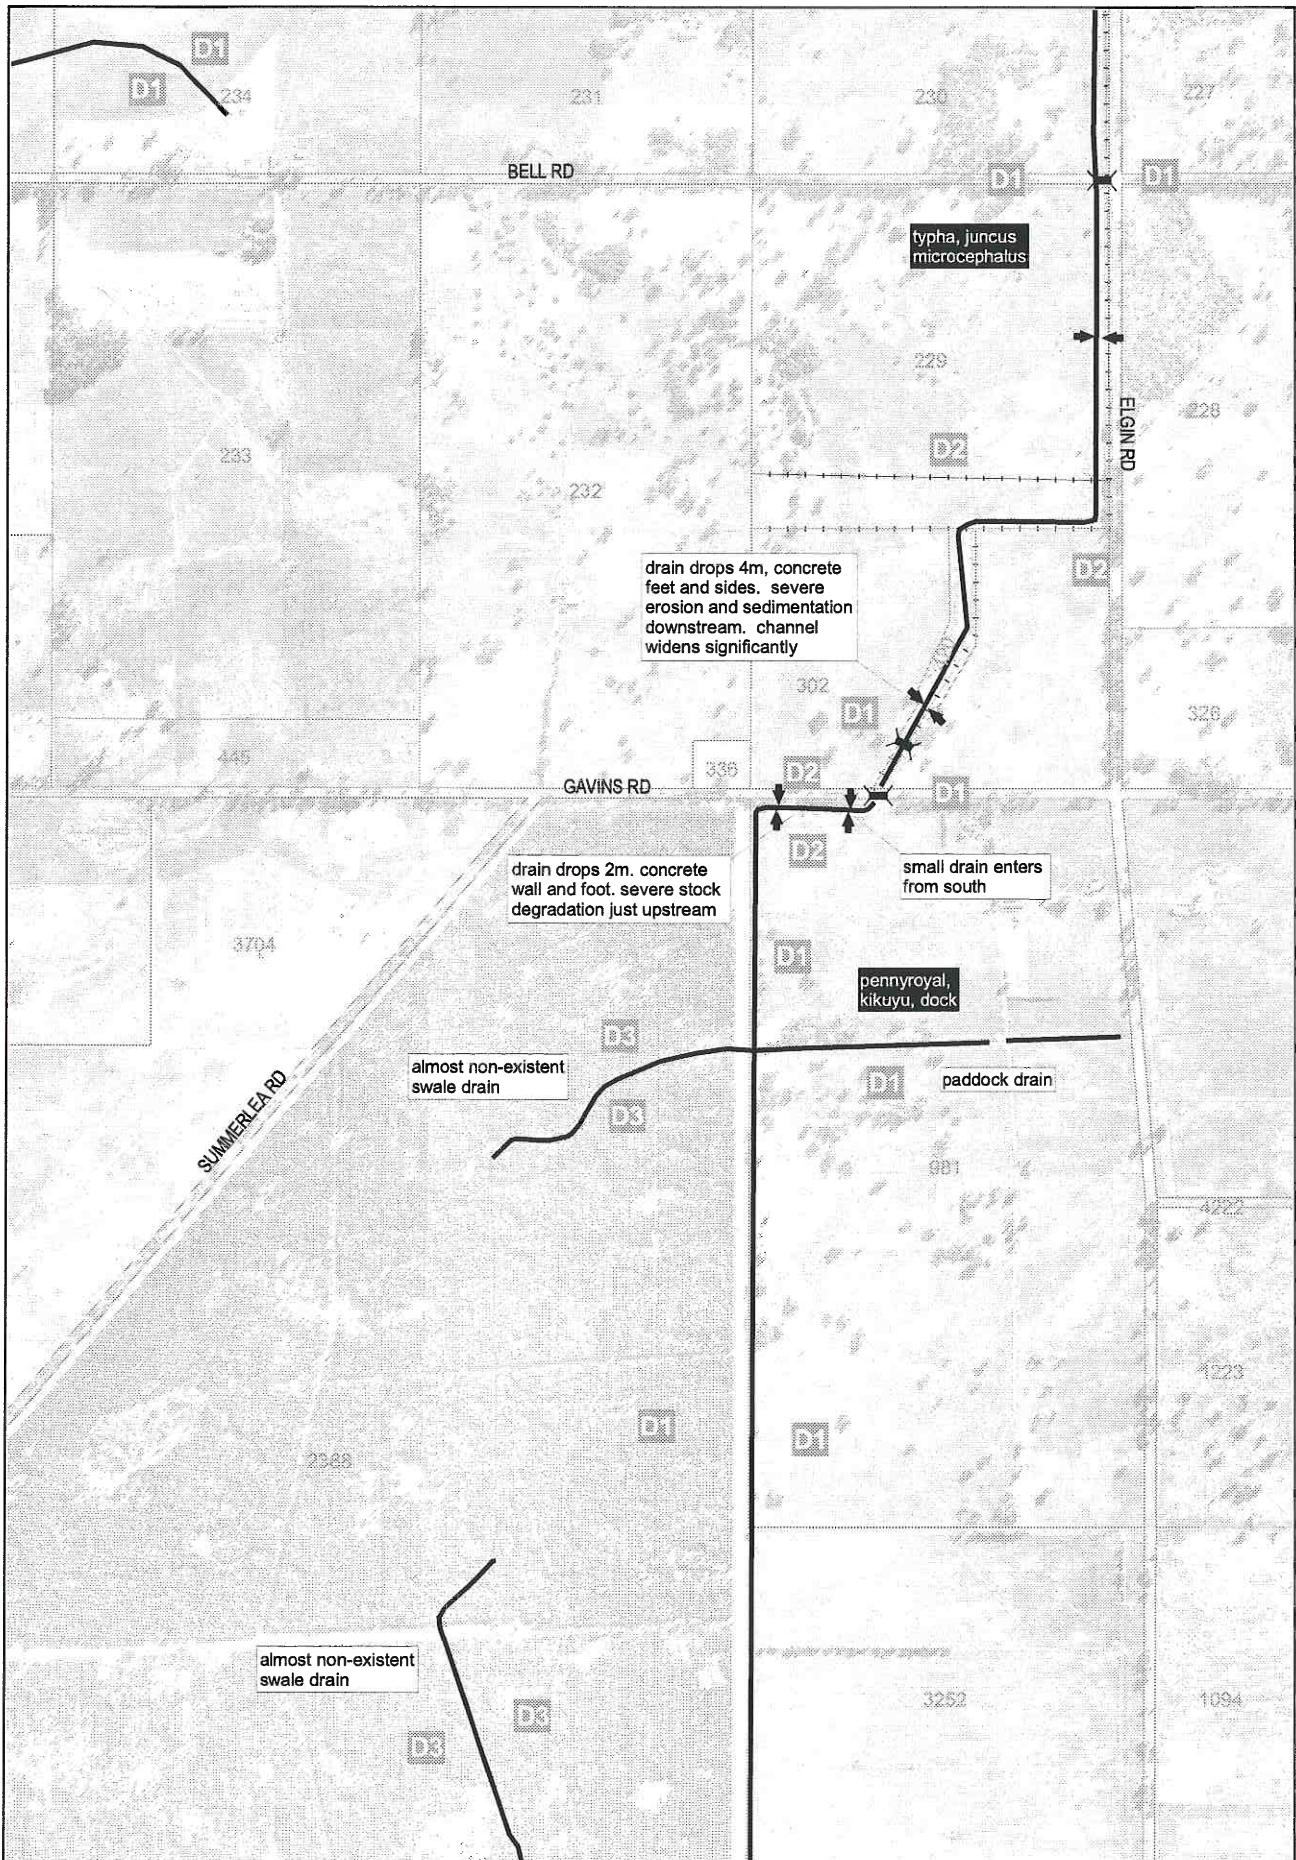 D1
D1
234
231
230
227
BELL RD
D1
D1
typha, juncus
microcephalus
229
ELGIN RD
228
D2
233
232
drain drops 4m, concrete
feet and sides. severe
erosion and sedimentation
downstream. channel
widens significantly
D2
302
D1
326
445
336
D2
GAVINS RD
D1
D2
drain drops 2m. concrete
wall and foot. severe stock
degradation just upstream
small drain enters
from south
3704
D1
pennyroyal,
kikuyu, dock
D3
almost non-existent
swale drain
D1
paddock drain
SUMMERLEA RD
D3
981
4222
1223
D1
D1
2368
almost non-existent
swale drain
3252
1094
D3
D3